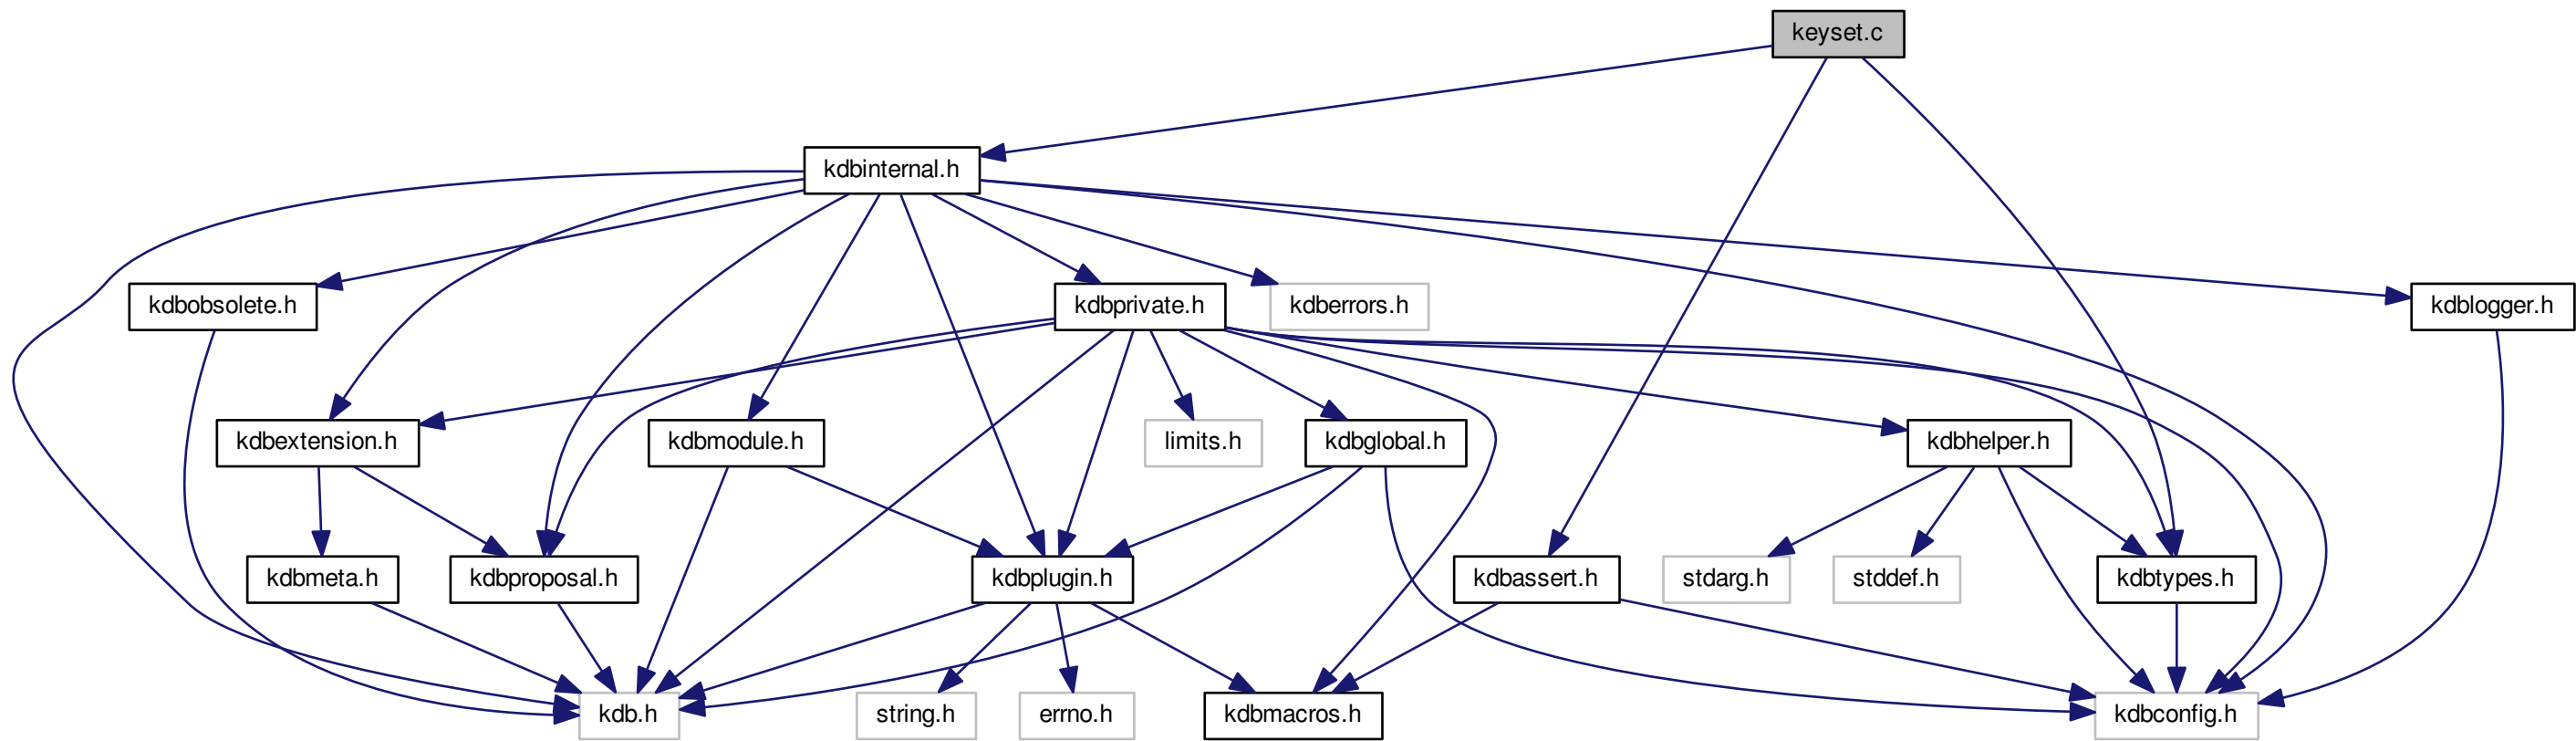 keyset.c
kdbinternal.h
kdbobsolete.h
kdbprivate.h
kdberrors.h
kdblogger.h
kdbextension.h
kdbmodule.h
limits.h
kdbglobal.h
kdbhelper.h
kdbmeta.h
kdbproposal.h
kdbplugin.h
kdbassert.h
stdarg.h
stddef.h
kdbtypes.h
kdb.h
string.h
errno.h
kdbmacros.h
kdbconfig.h